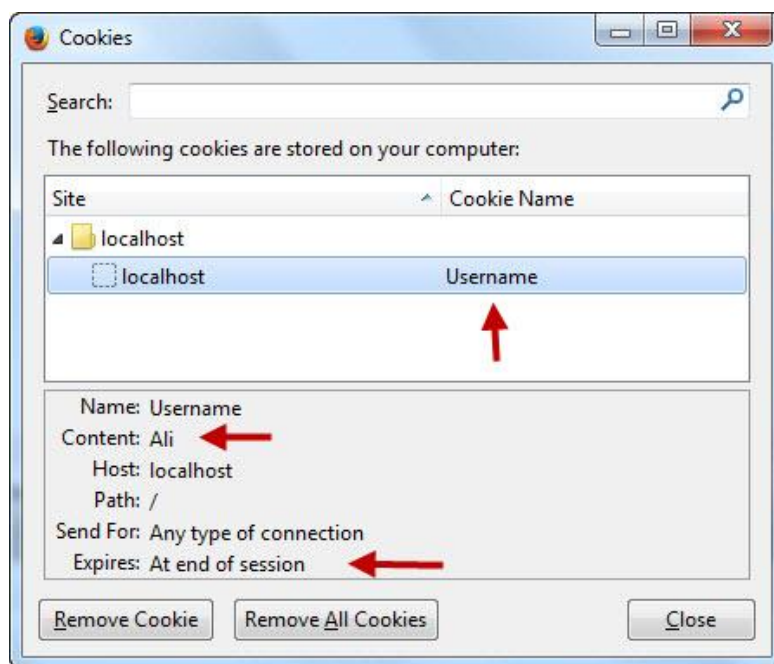 Cookies
Search:
The following cookies are stored on your computer:
Site Cookie Name
localhost
localhost Username
Name: Username
Content: Ali
Host: localhost
Path: /
Send For: Any type of connection
Expires: At end of session
Remove Cookie Remove All Cookies Close